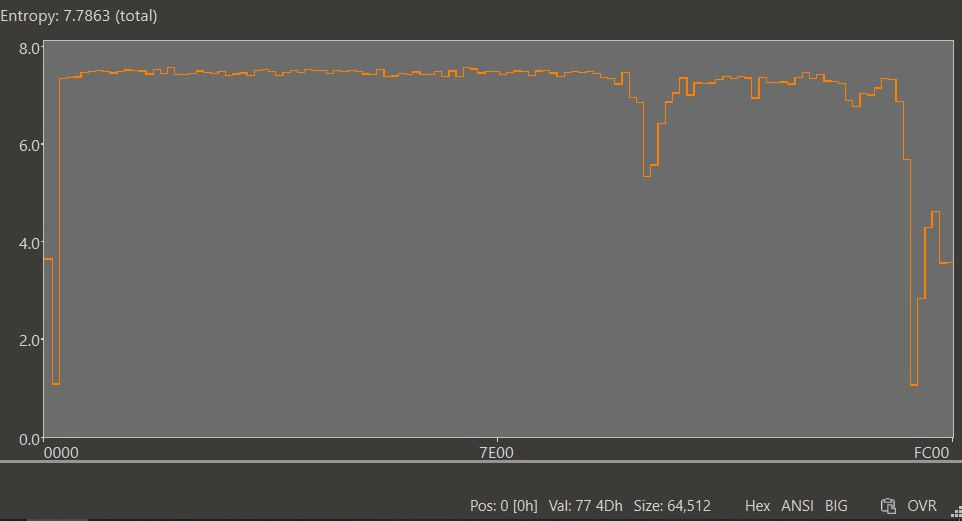 Entropy: 7.7863 (total)
8.0
6.0
4.0
2.0
0.0
0000 7E00 FC00
Pos: 0 [0h] Val: 77 4Dh Size: 64,512 Hex ANSI BIG OVR